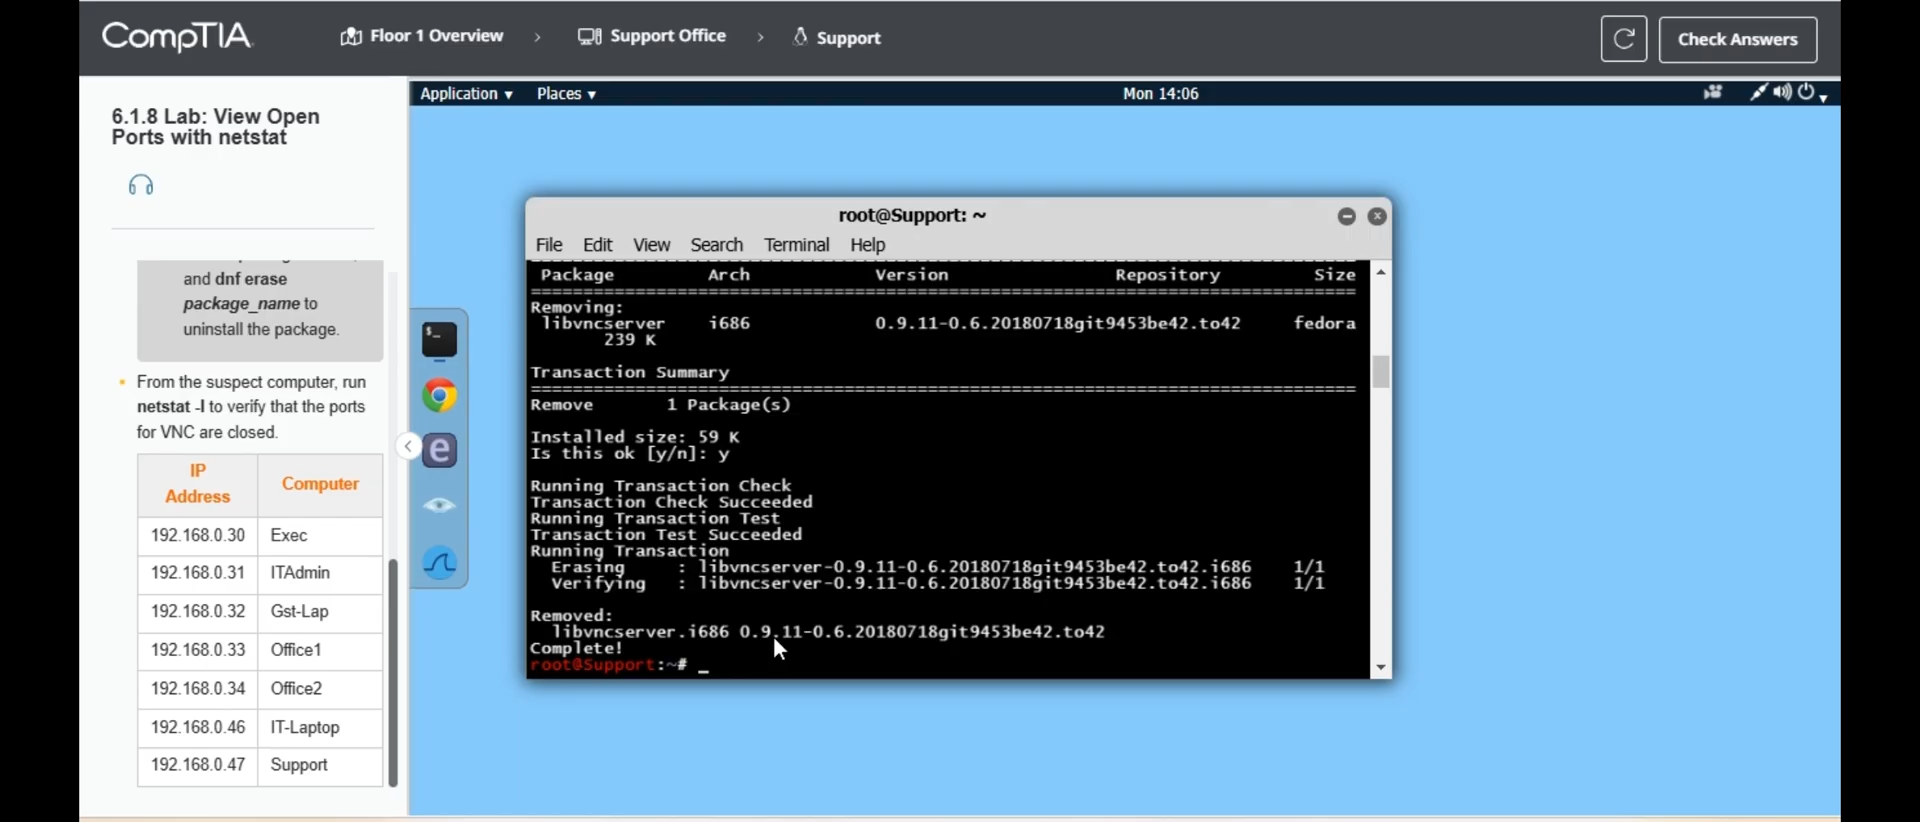 CompTIA.
Floor 1 Overview > Support Office > Support
Check Answers
6.1.8 Lab: View Open
Ports with netstat
and dnf erase
package_name to
uninstall the package.
• From the suspect computer, run
netstat -l to verify that the ports
for VNC are closed.
IP Address Computer
192.168.0.30 Exec
192.168.0.31 ITAdmin
192.168.0.32 Gst-Lap
192.168.0.33 Office1
192.168.0.34 Office2
192.168.0.46 IT-Laptop
192.168.0.47 Support
Application ▾ Places ▾ Mon 14:06
$_
e
root@Support: ~
File Edit View Search Terminal Help
Package Arch Version Repository Size
================================================================================
Removing:
libvncserver i686 0.9.11-0.6.20180718git9453be42.to42 fedora
239 K
Transaction Summary
================================================================================
Remove 1 Package(s)
Installed size: 59 K
Is this ok [y/n]: y
Running Transaction Check
Transaction Check Succeeded
Running Transaction Test
Transaction Test Succeeded
Running Transaction
Erasing : libvncserver-0.9.11-0.6.20180718git9453be42.to42.i686 1/1
Verifying : libvncserver-0.9.11-0.6.20180718git9453be42.to42.i686 1/1
Removed:
libvncserver.i686 0.9.11-0.6.20180718git9453be42.to42
Complete!
root@Support:~# _